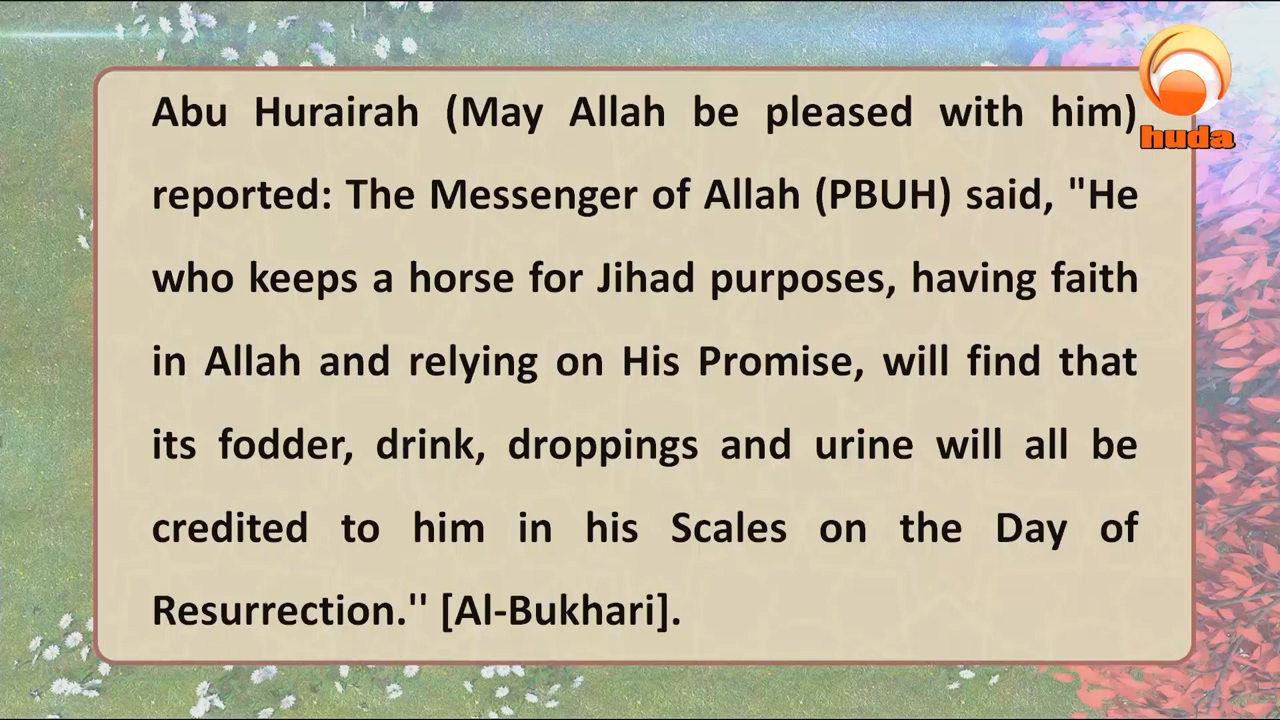 Abu Hurairah (May Allah be pleased with him)
reported: The Messenger of Allah (PBUH) said, "He
who keeps a horse for Jihad purposes, having faith
in Allah and relying on His Promise, will find that
its fodder, drink, droppings and urine will all be
credited to him in his Scales on the Day of
Resurrection.'' [Al-Bukhari].
huda